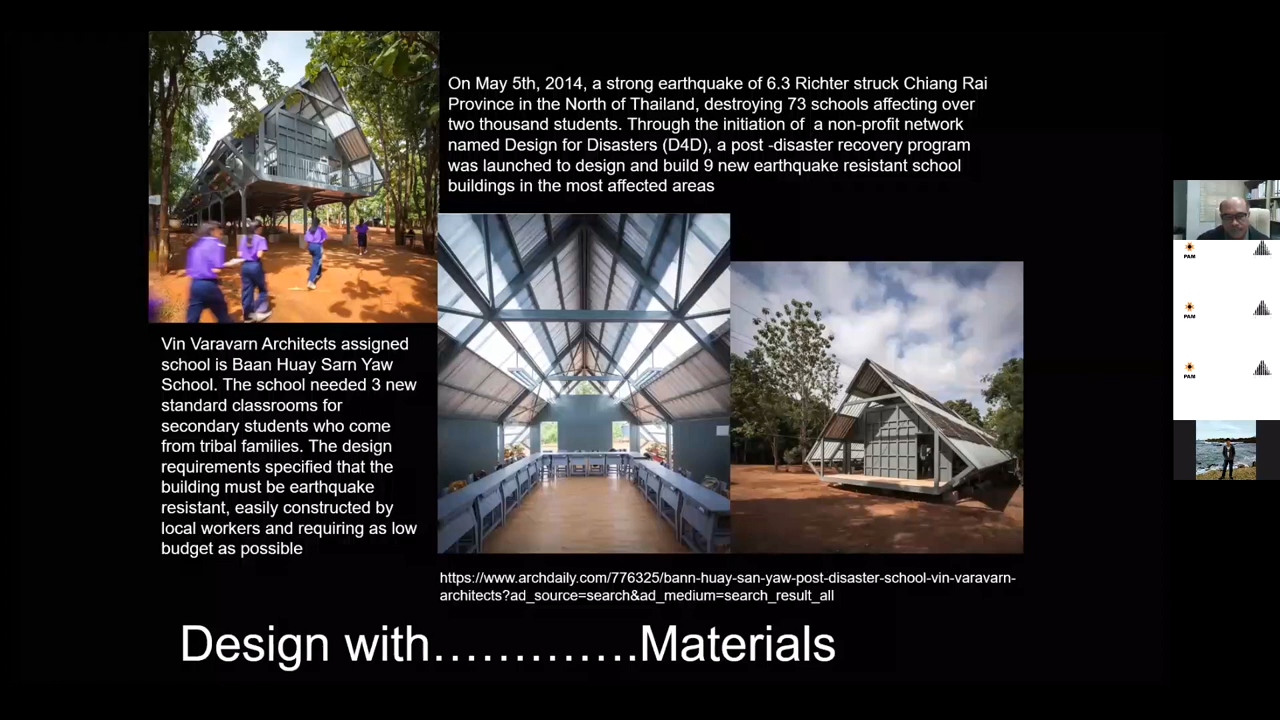 On May 5th, 2014, a strong earthquake of 6.3 Richter struck Chiang Rai
Province in the North of Thailand, destroying 73 schools affecting over
two thousand students. Through the initiation of  a non-profit network
named Design for Disasters (D4D), a post -disaster recovery program
was launched to design and build 9 new earthquake resistant school
buildings in the most affected areas
Vin Varavarn Architects assigned
school is Baan Huay Sarn Yaw
School. The school needed 3 new
standard classrooms for
secondary students who come
from tribal families. The design
requirements specified that the
building must be earthquake
resistant, easily constructed by
local workers and requiring as low
budget as possible
https://www.archdaily.com/776325/bann-huay-san-yaw-post-disaster-school-vin-varavarn-
architects?ad_source=search&ad_medium=search_result_all
Design with………….Materials
PAM
PAM
PAM